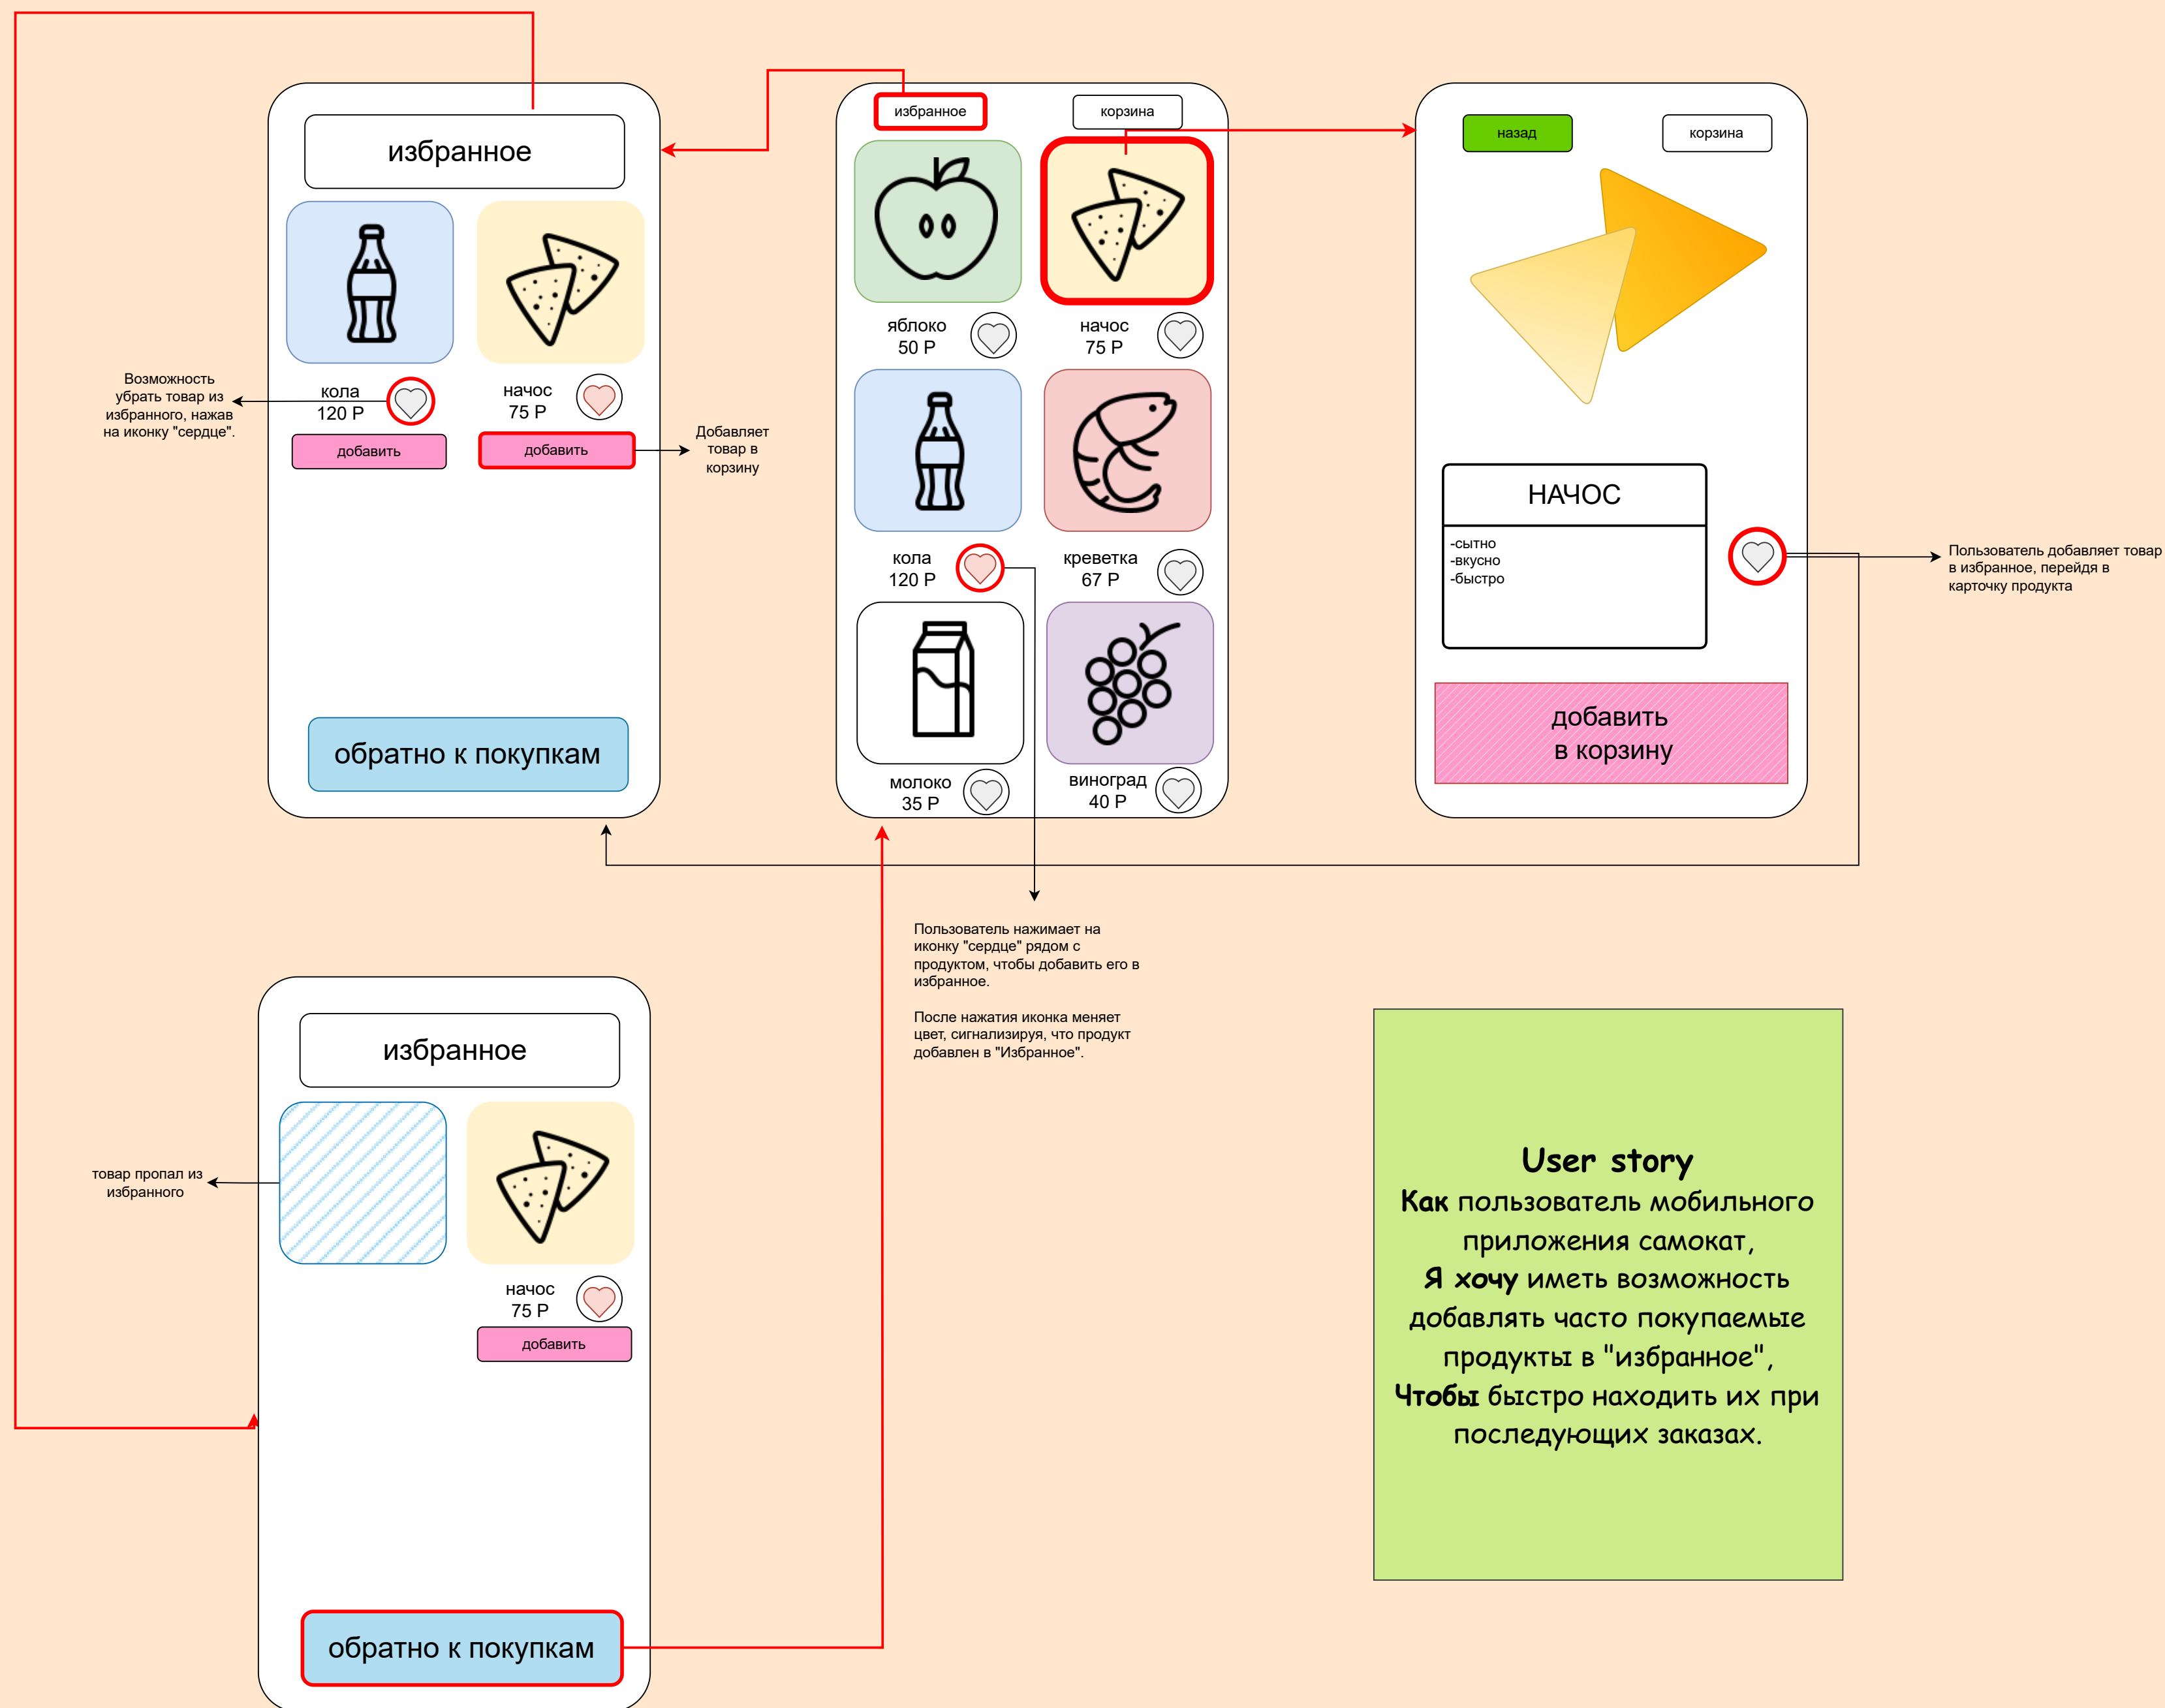 избранное
кола
120 Р
начос
75 Р
добавить
добавить
обратно к покупкам
Возможность
убрать товар из
избранного, нажав
на иконку "сердце".
Добавляет
товар в
корзину
избранное
корзина
яблоко
50 Р
начос
75 Р
кола
120 Р
креветка
67 Р
молоко
35 Р
виноград
40 Р
назад
корзина
НАЧОС
-сытно
-вкусно
-быстро
добавить
в корзину
Пользователь добавляет товар
в избранное, перейдя в
карточку продукта
Пользователь нажимает на
иконку "сердце" рядом с
продуктом, чтобы добавить его в
избранное.
После нажатия иконка меняет
цвет, сигнализируя, что продукт
добавлен в "Избранное".
избранное
товар пропал из
избранного
начос
75 Р
добавить
обратно к покупкам
User story
Как пользователь мобильного
приложения самокат,
Я хочу иметь возможность
добавлять часто покупаемые
продукты в "избранное",
Чтобы быстро находить их при
последующих заказах.